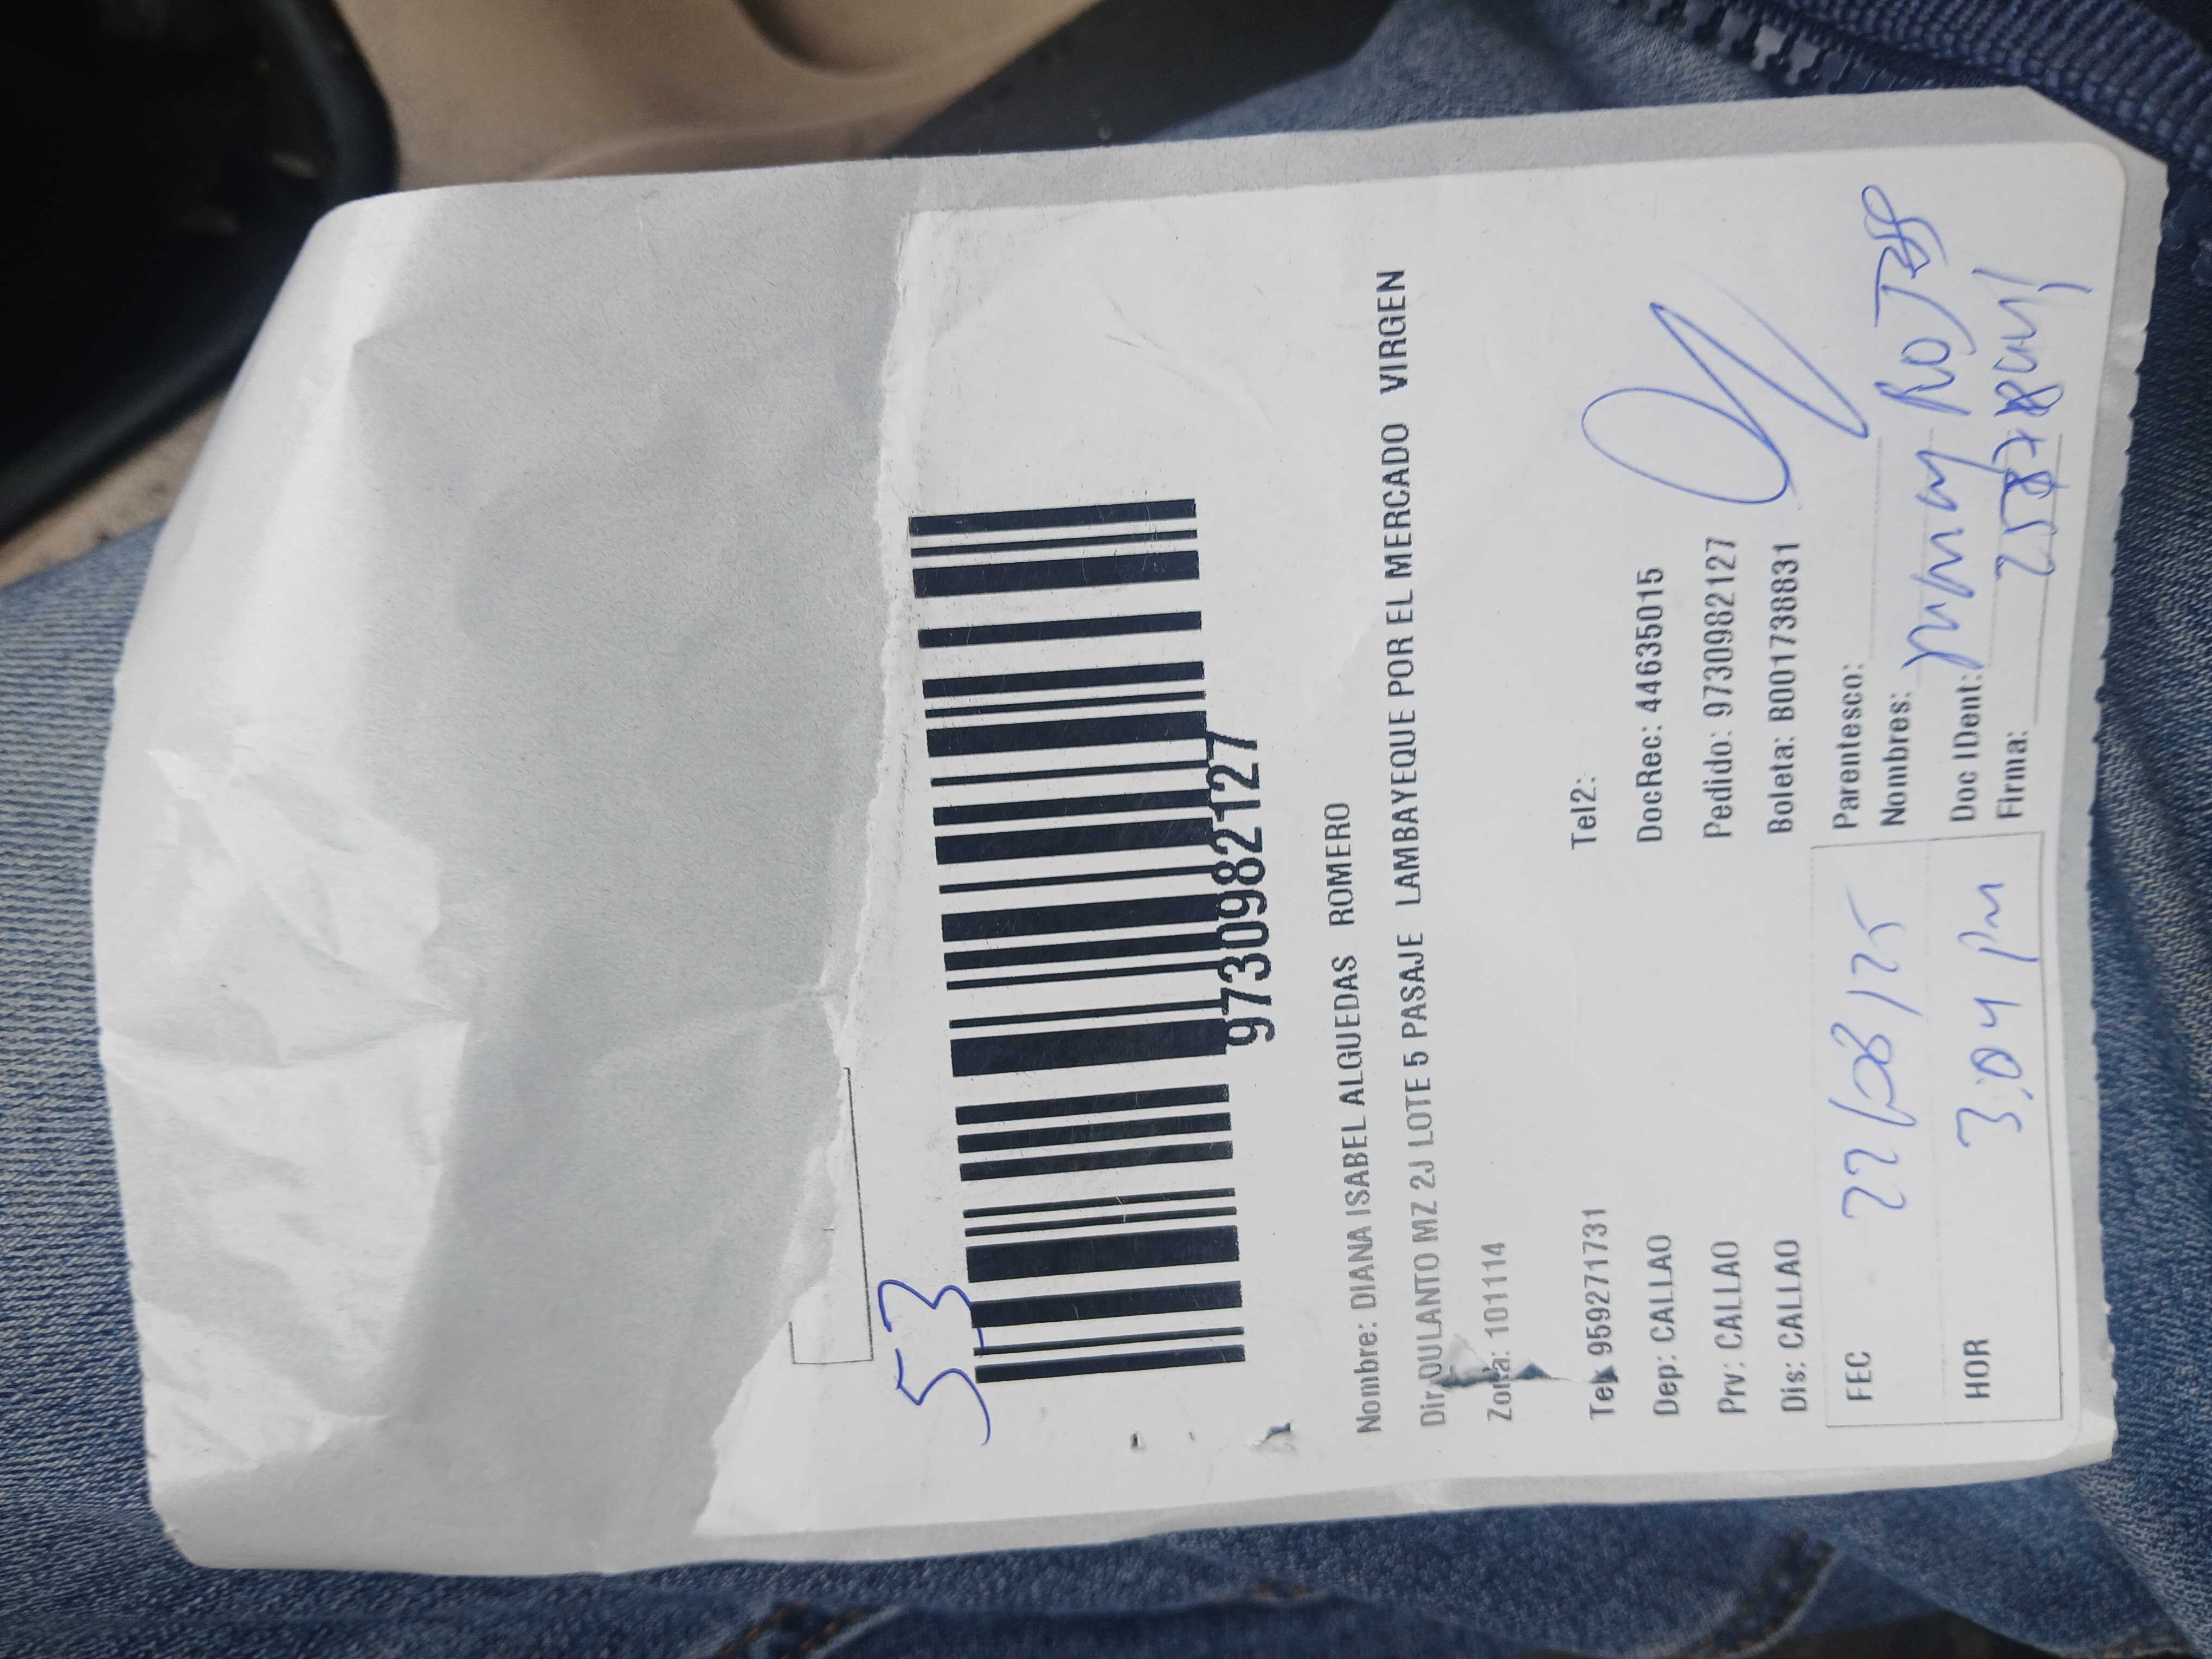 53
9730982127
Nombre: DIANA ISABEL ALGUEDAS ROMERO
Dir OULANTO MZ 2J LOTE 5 PASAJE LAMBAYEQUE POR EL MERCADO VIRGEN
Zona: 101114
Tel 959271731 Tel2:
Dep: CALLAO DocRec: 44635015
Prv: CALLAO Pedido: 9730982127
Dis: CALLAO Boleta: B001738831
FEC 22/08/25 Parentesco:
Nombres:
HOR 3:04 PM Doc IDent:
Firma: